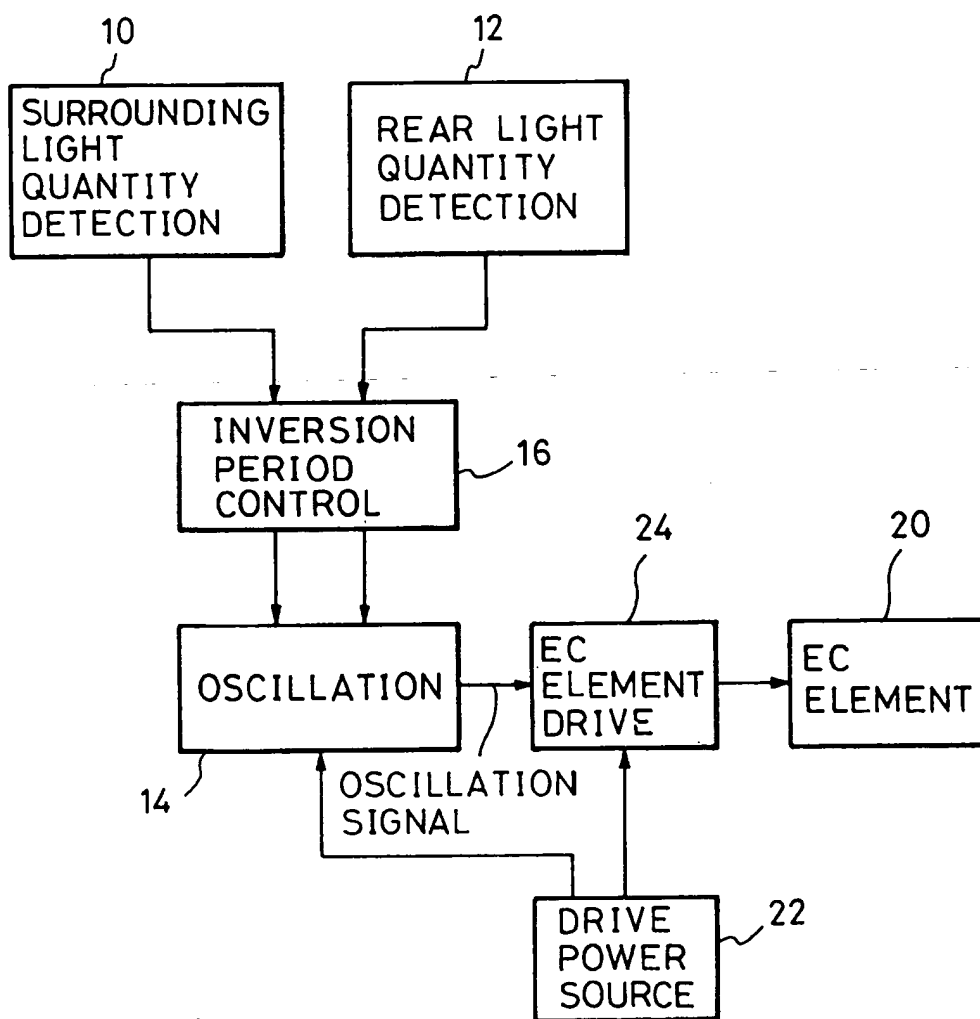 10
12
SURROUNDING
LIGHT
QUANTITY
DETECTION
REAR LIGHT
QUANTITY
DETECTION
INVERSION
PERIOD
CONTROL
16
24
20
OSCILLATION
EC
ELEMENT
DRIVE
EC
ELEMENT
14
OSCILLATION
SIGNAL
DRIVE
POWER
SOURCE
22